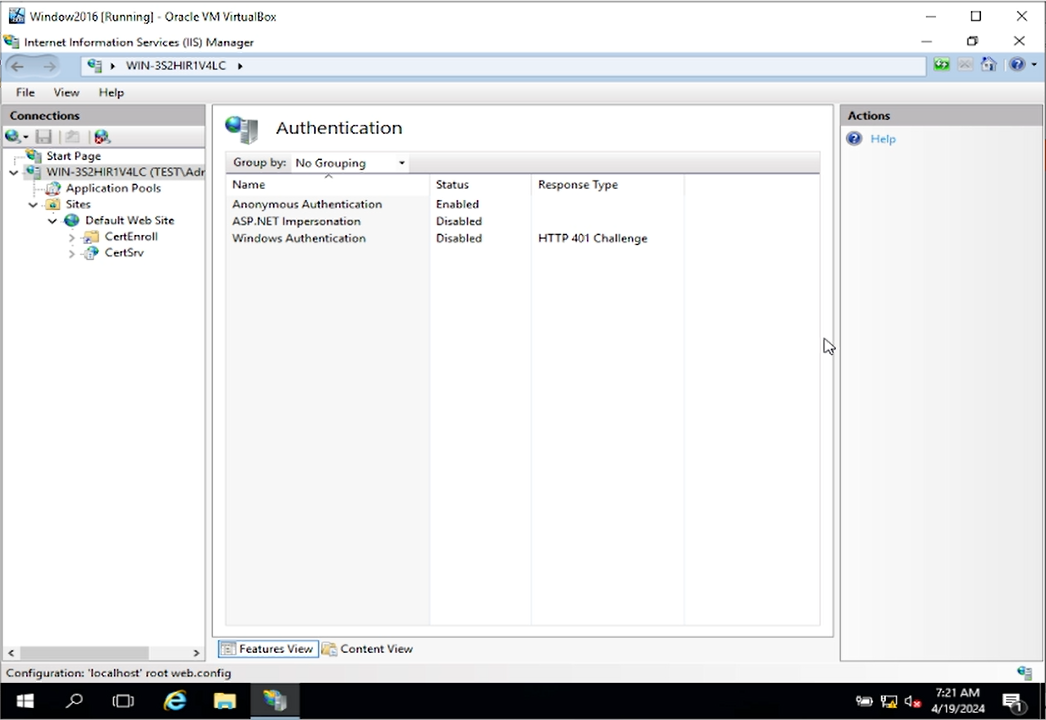 Window2016 [Running] - Oracle VM VirtualBox
Internet Information Services (IIS) Manager
WIN-3S2HIR1V4LC
File View Help
Connections
Start Page
WIN-3S2HIR1V4LC (TEST\Adr
Application Pools
Sites
Default Web Site
CertEnroll
CertSrv
Authentication
Group by: No Grouping
Name Status Response Type
Anonymous Authentication Enabled
ASP.NET Impersonation Disabled
Windows Authentication Disabled HTTP 401 Challenge
Features View Content View
Actions
Help
Configuration: 'localhost' root web.config
7:21 AM
4/19/2024
1